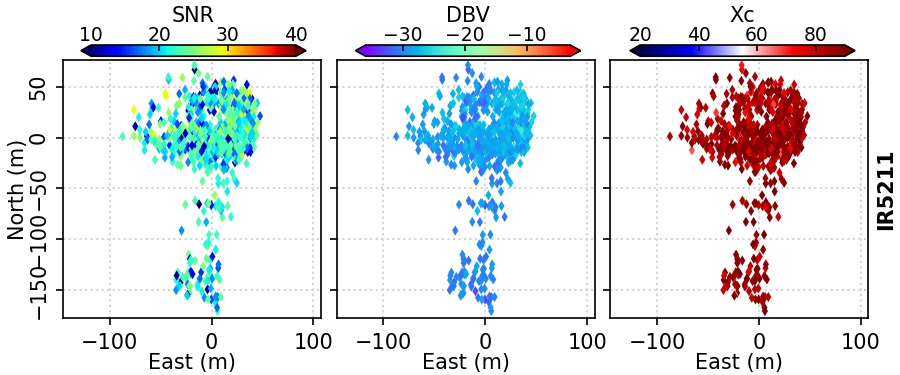 SNR DBV Xc
10 20 30 40 −30 −20 −10 20 40 60 80
50
0
−50
−100
−150
North (m)
IR5211
−100 0 100 −100 0 100 −100 0 100
East (m) East (m) East (m)